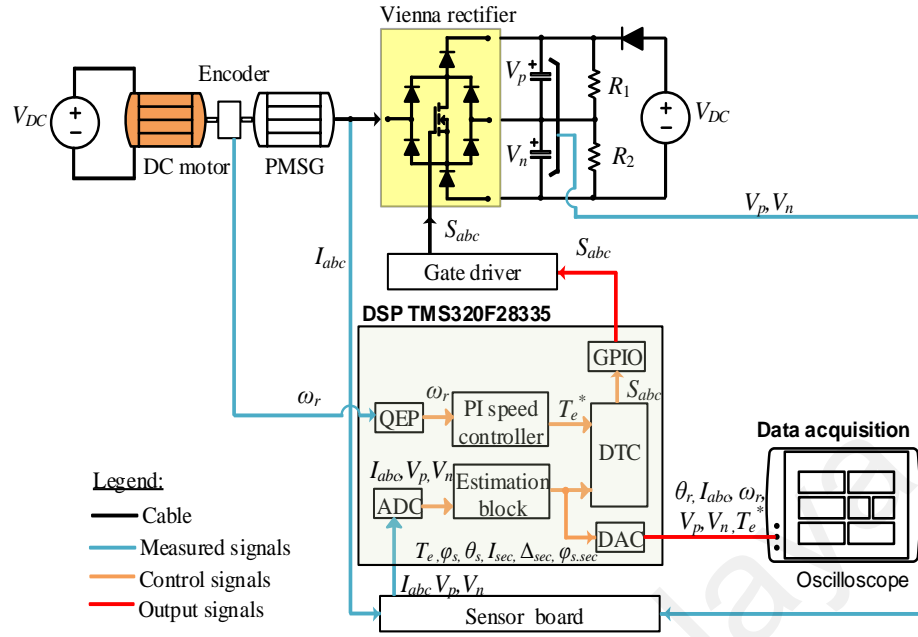 Vienna rectifier
Encoder
V_DC
DC motor
PMSG
V_p
V_n
R_1
R_2
V_DC
V_p, V_n
S_abc
S_abc
I_abc
Gate driver
DSP TMS320F28335
GPIO
S_abc
ω_r
QEP
ω_r
PI speed controller
T_e*
DTC
I_abc, V_p, V_n
ADC
Estimation block
DAC
T_e, φ_s, θ_s, I_sec, Δ_sec, φ_s.sec
I_abc V_p, V_n
Sensor board
Data acquisition
θ_r, I_abc, ω_r,
V_p, V_n, T_e*
Oscilloscope
Legend:
Cable
Measured signals
Control signals
Output signals